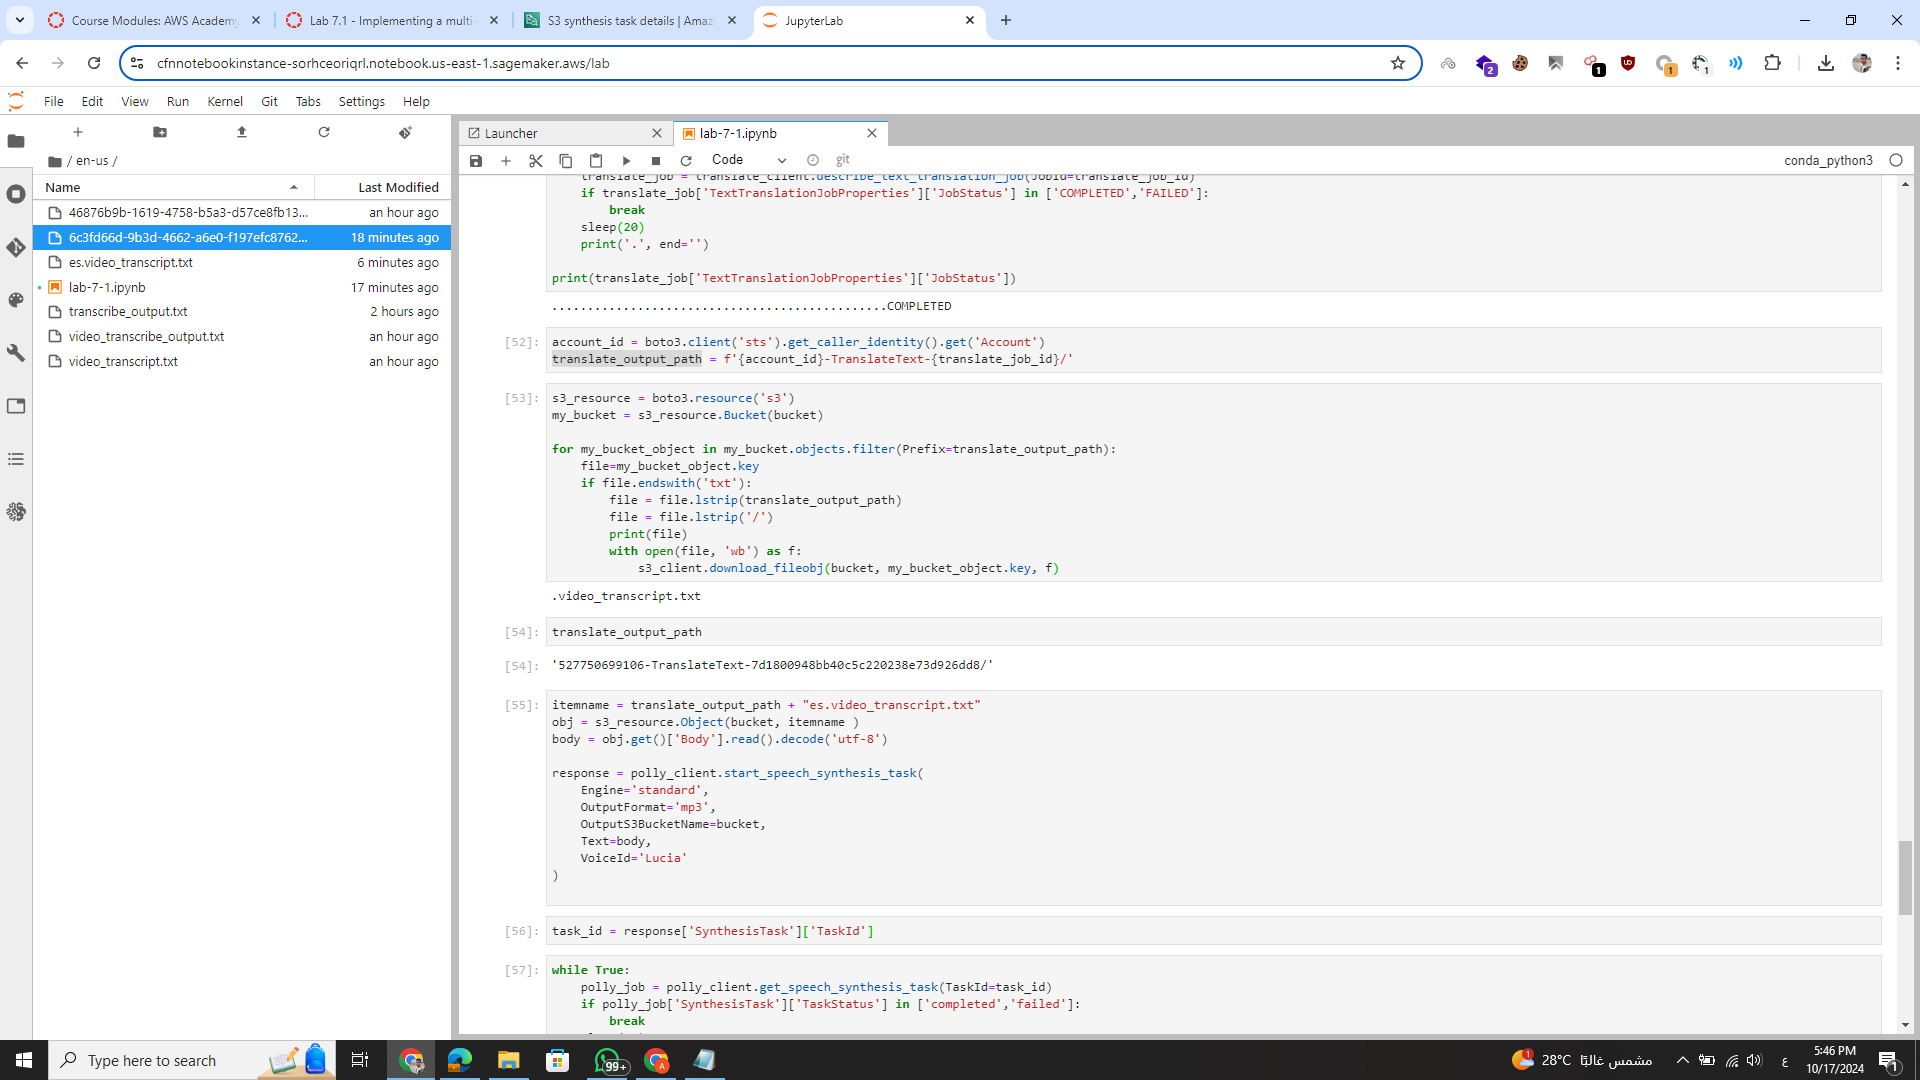 Course Modules: AWS Academy
Lab 7.1 - Implementing a multi-
S3 synthesis task details | Amaz
JupyterLab
cfnnotebookinstance-sorhceoriqrl.notebook.us-east-1.sagemaker.aws/lab
2
1
1
1
File Edit View Run Kernel Git Tabs Settings Help
/ en-us /
Name Last Modified
46876b9b-1619-4758-b5a3-d57ce8fb13... an hour ago
6c3fd66d-9b3d-4662-a6e0-f197efc8762... 18 minutes ago
es.video_transcript.txt 6 minutes ago
lab-7-1.ipynb 17 minutes ago
transcribe_output.txt 2 hours ago
video_transcribe_output.txt an hour ago
video_transcript.txt an hour ago
Launcher
lab-7-1.ipynb
Code
git
conda_python3
translate_job = translate_client.describe_text_translation_job(JobId=translate_job_id)
if translate_job['TextTranslationJobProperties']['JobStatus'] in ['COMPLETED','FAILED']:
break
sleep(20)
print('.', end='')
print(translate_job['TextTranslationJobProperties']['JobStatus'])
...............................................COMPLETED
[52]: account_id = boto3.client('sts').get_caller_identity().get('Account')
translate_output_path = f'{account_id}-TranslateText-{translate_job_id}/'
[53]: s3_resource = boto3.resource('s3')
my_bucket = s3_resource.Bucket(bucket)
for my_bucket_object in my_bucket.objects.filter(Prefix=translate_output_path):
file=my_bucket_object.key
if file.endswith('txt'):
file = file.lstrip(translate_output_path)
file = file.lstrip('/')
print(file)
with open(file, 'wb') as f:
s3_client.download_fileobj(bucket, my_bucket_object.key, f)
.video_transcript.txt
[54]: translate_output_path
[54]: '527750699106-TranslateText-7d1800948bb40c5c220238e73d926dd8/'
[55]: itemname = translate_output_path + "es.video_transcript.txt"
obj = s3_resource.Object(bucket, itemname )
body = obj.get()['Body'].read().decode('utf-8')
response = polly_client.start_speech_synthesis_task(
Engine='standard',
OutputFormat='mp3',
OutputS3BucketName=bucket,
Text=body,
VoiceId='Lucia'
)
[56]: task_id = response['SynthesisTask']['TaskId']
[57]: while True:
polly_job = polly_client.get_speech_synthesis_task(TaskId=task_id)
if polly_job['SynthesisTask']['TaskStatus'] in ['completed','failed']:
break
Type here to search
99+
1
28°C مشمس غالبًا
ع
5:46 PM
10/17/2024
1